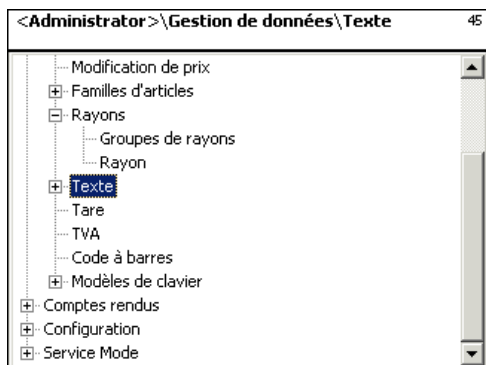 <Administrator>\Gestion de données\Texte 45
Modification de prix
Familles d'articles
Rayons
Groupes de rayons
Rayon
Texte
Tare
TVA
Code à barres
Modèles de clavier
Comptes rendus
Configuration
Service Mode